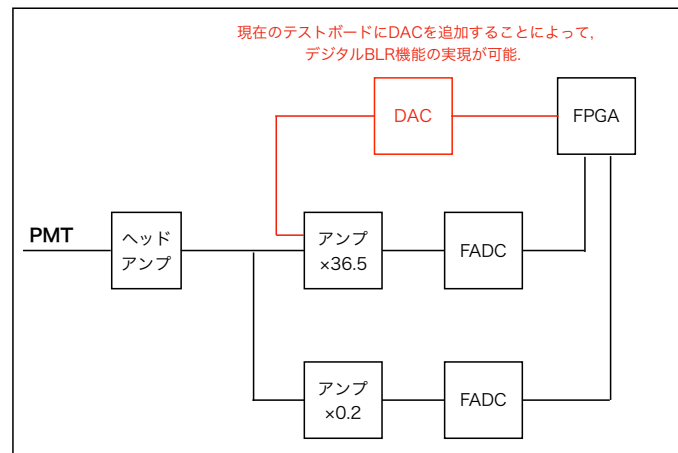 現在のテストボードにDACを追加することによって,
デジタルBLR機能の実現が可能.
DAC
FPGA
PMT
ヘッド
アンプ
アンプ
×36.5
FADC
アンプ
×0.2
FADC